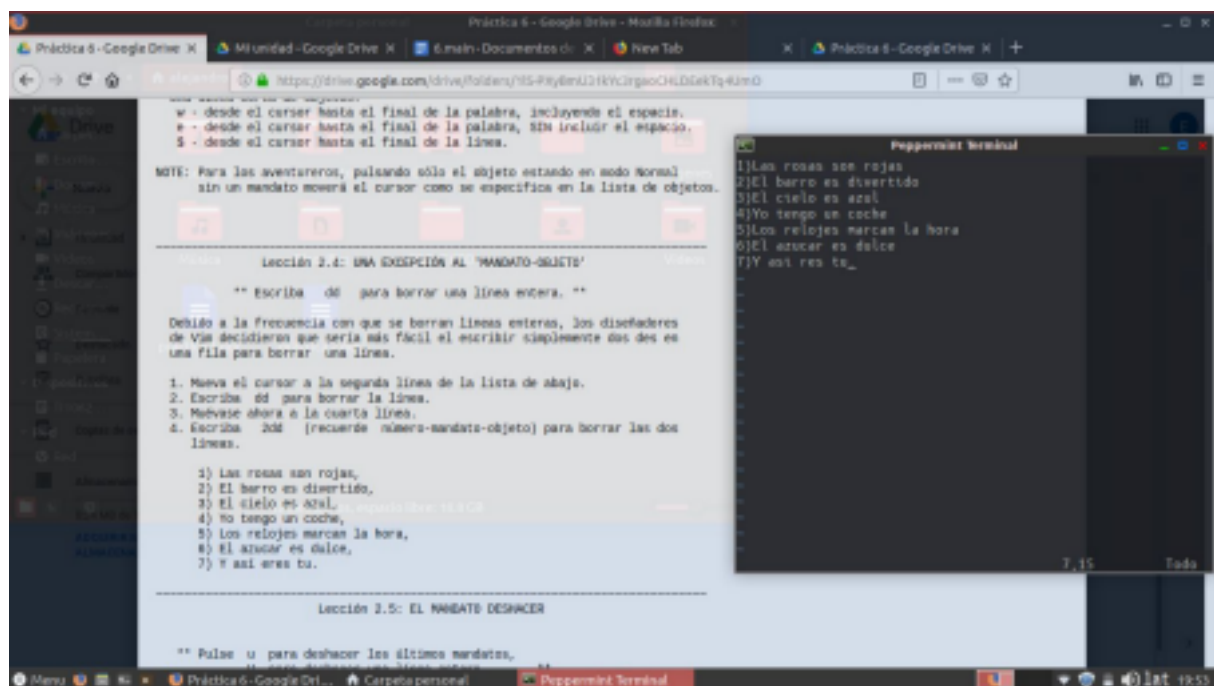 Práctica 6 - Google Drive - Mozilla Firefox
Práctica 6 - Google Drive
Mi unidad - Google Drive
6.main - Documentos de
New Tab
Práctica 6 - Google Drive
w - desde el cursor hasta el final de la palabra, incluyendo el espacio.
e - desde el cursor hasta el final de la palabra, SIN incluir el espacio.
$ - desde el cursor hasta el final de la línea.
NOTE: Para los aventureros, pulsando sólo el objeto estando en modo Normal
sin un mandato moverá el cursor como se especifica en la lista de objetos.
Lección 2.4: UNA EXCEPCIÓN AL 'MANDATO-OBJETO'
** Escriba dd para borrar una línea entera. **
Debido a la frecuencia con que se borran líneas enteras, los diseñadores
de Vim decidieron que sería más fácil el escribir simplemente dos des en
una fila para borrar una línea.
1. Mueva el cursor a la segunda línea de la lista de abajo.
2. Escriba dd para borrar la línea.
3. Muévase ahora a la cuarta línea.
4. Escriba 2dd (recuerde número-mandato-objeto) para borrar las dos
líneas.
1) Las rosas son rojas,
2) El barro es divertido,
3) El cielo es azul,
4) Yo tengo un coche,
5) Los relojes marcan la hora,
6) El azucar es dulce,
7) Y así eres tu.
Lección 2.5: EL MANDATO DESHACER
** Pulse u para deshacer los últimos mandatos,
Peppermint Terminal
1)Las rosas son rojas
2)El barro es divertido
3)El cielo es azul
4)Yo tengo un coche
5)Los relojes marcan la hora
6)El azucar es dulce
7)Y asi res tu_
7,15 Todo
Menu
Práctica 6 - Google Dri...
Carpeta personal
Peppermint Terminal
lat 19:53